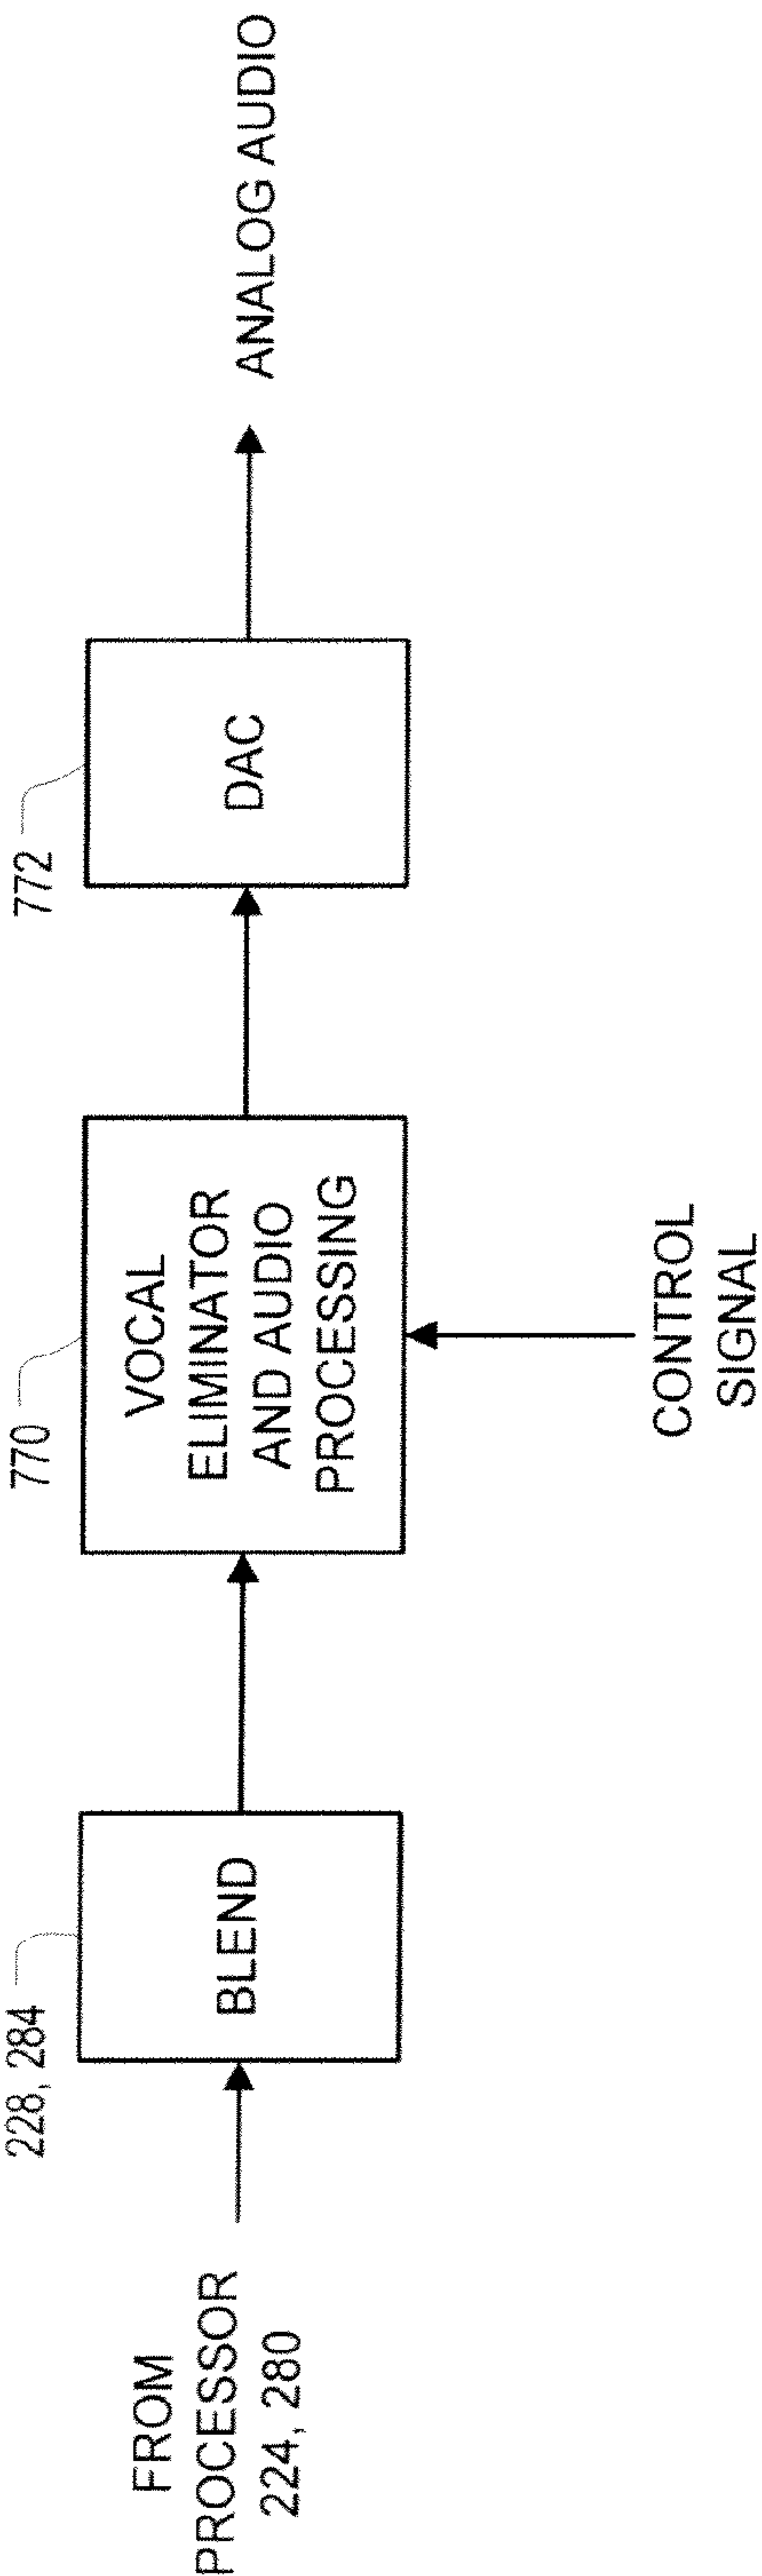 FROM
PROCESSOR
224, 280
228, 284
BLEND
770
VOCAL
ELIMINATOR
AND AUDIO
PROCESSING
CONTROL
SIGNAL
772
DAC
ANALOG AUDIO